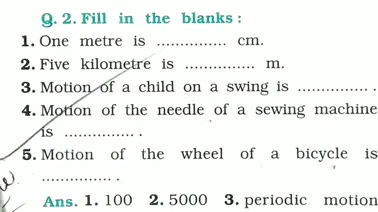 Q. 2. Fill in the blanks :
1. One metre is ............... cm.
2. Five kilometre is ............... m.
3. Motion of a child on a swing is ............... .
4. Motion of the needle of a sewing machine
is ............... .
5. Motion of the wheel of a bicycle is
............... .
Ans. 1. 100 2. 5000 3. periodic motion